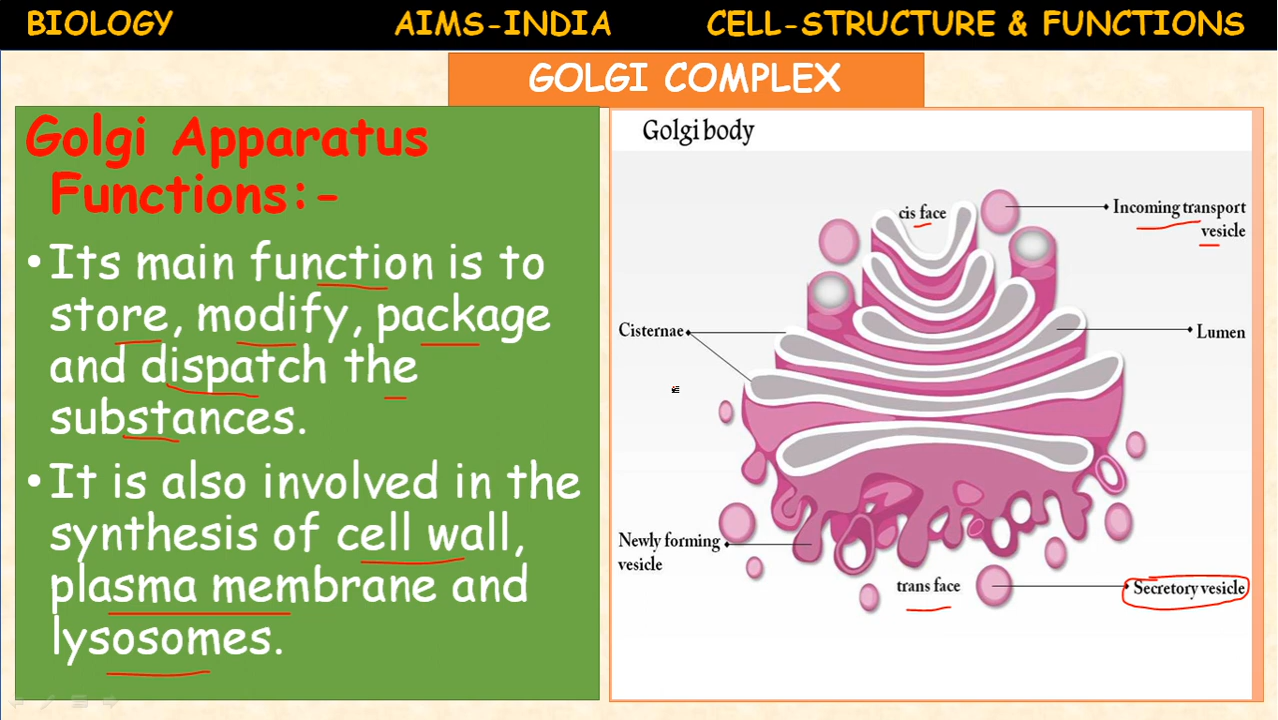 BIOLOGY AIMS-INDIA CELL-STRUCTURE & FUNCTIONS
GOLGI COMPLEX
Golgi Apparatus
Functions:-
• Its main function is to
store, modify, package
and dispatch the
substances.
• It is also involved in the
synthesis of cell wall,
plasma membrane and
lysosomes.
Golgi body
cis face
Incoming transport
vesicle
Cisternae
Lumen
Newly forming
vesicle
trans face
Secretory vesicle